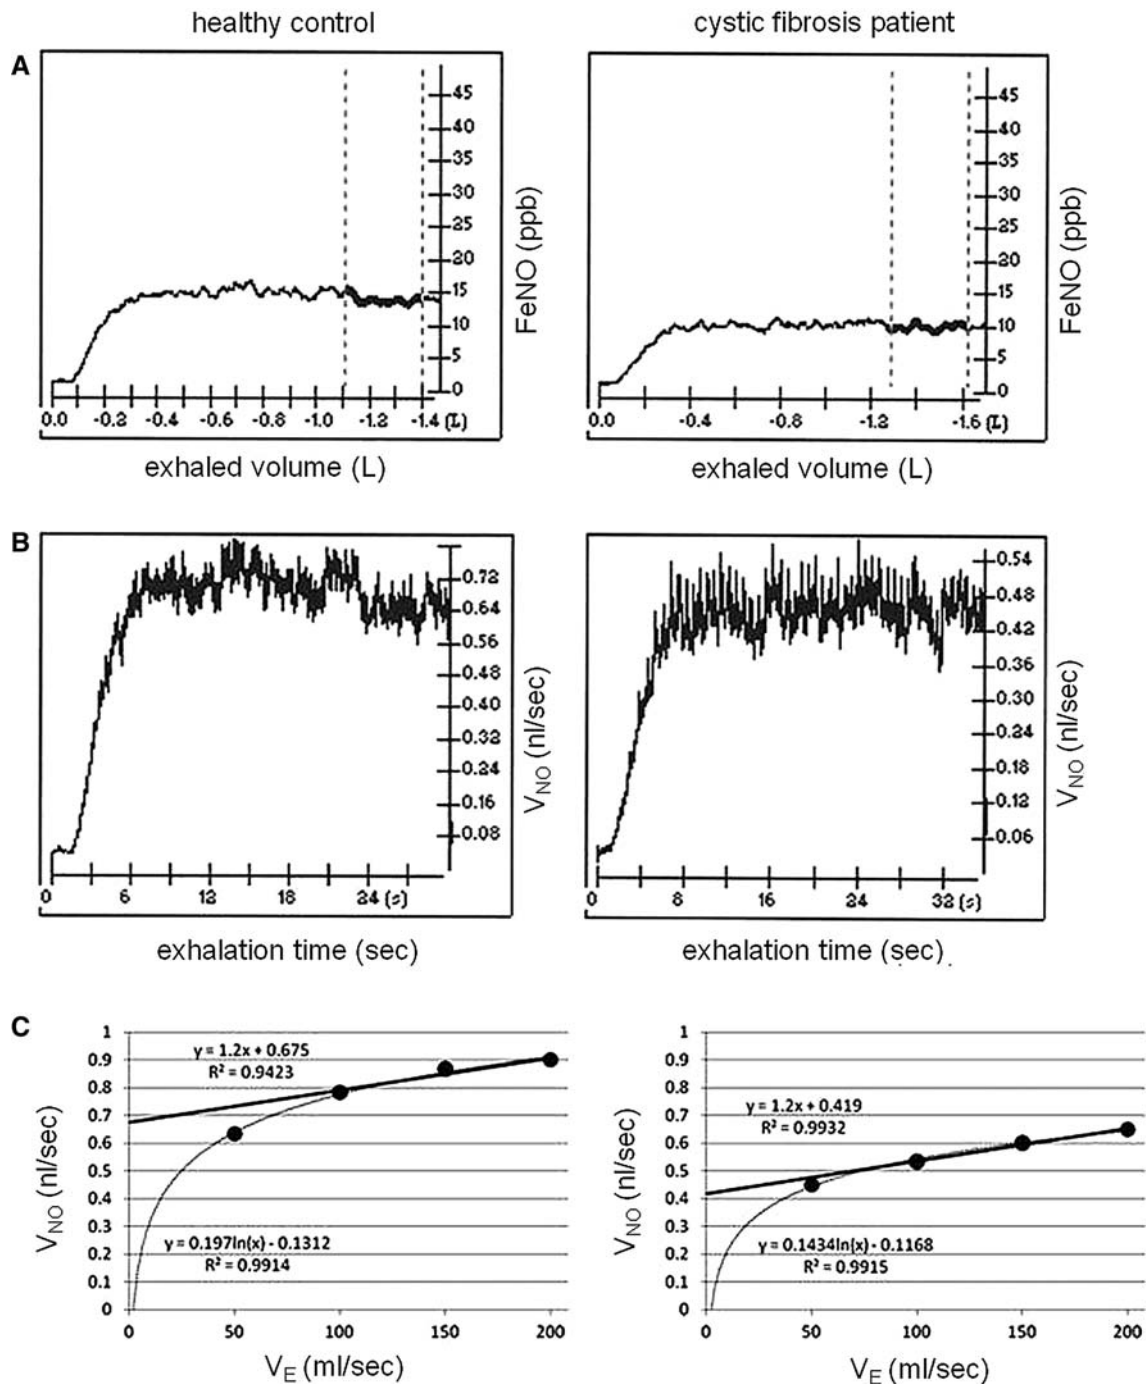 healthy control
cystic fibrosis patient
A
45
40
35
30
25
20
15
10
5
0
FeNO (ppb)
0.0 -0.2 -0.4 -0.6 -0.8 -1.0 -1.2 -1.4 (L)
exhaled volume (L)
45
40
35
30
25
20
15
10
5
0
FeNO (ppb)
0.0 -0.4 -0.8 -1.2 -1.6 (L)
exhaled volume (L)
B
0.72
0.64
0.56
0.48
0.40
0.32
0.24
0.16
0.08
V_NO (nl/sec)
0 6 12 18 24 (s)
exhalation time (sec)
0.54
0.48
0.42
0.36
0.30
0.24
0.18
0.12
0.06
V_NO (nl/sec)
0 8 16 24 32 (s)
exhalation time (sec)
C
1
0.9
0.8
0.7
0.6
0.5
0.4
0.3
0.2
0.1
0
V_NO (nl/sec)
y = 1.2x + 0.675
R² = 0.9423
y = 0.197ln(x) - 0.1312
R² = 0.9914
0 50 100 150 200
V_E (ml/sec)
1
0.9
0.8
0.7
0.6
0.5
0.4
0.3
0.2
0.1
0
V_NO (nl/sec)
y = 1.2x + 0.419
R² = 0.9932
y = 0.1434ln(x) - 0.1168
R² = 0.9915
0 50 100 150 200
V_E (ml/sec)